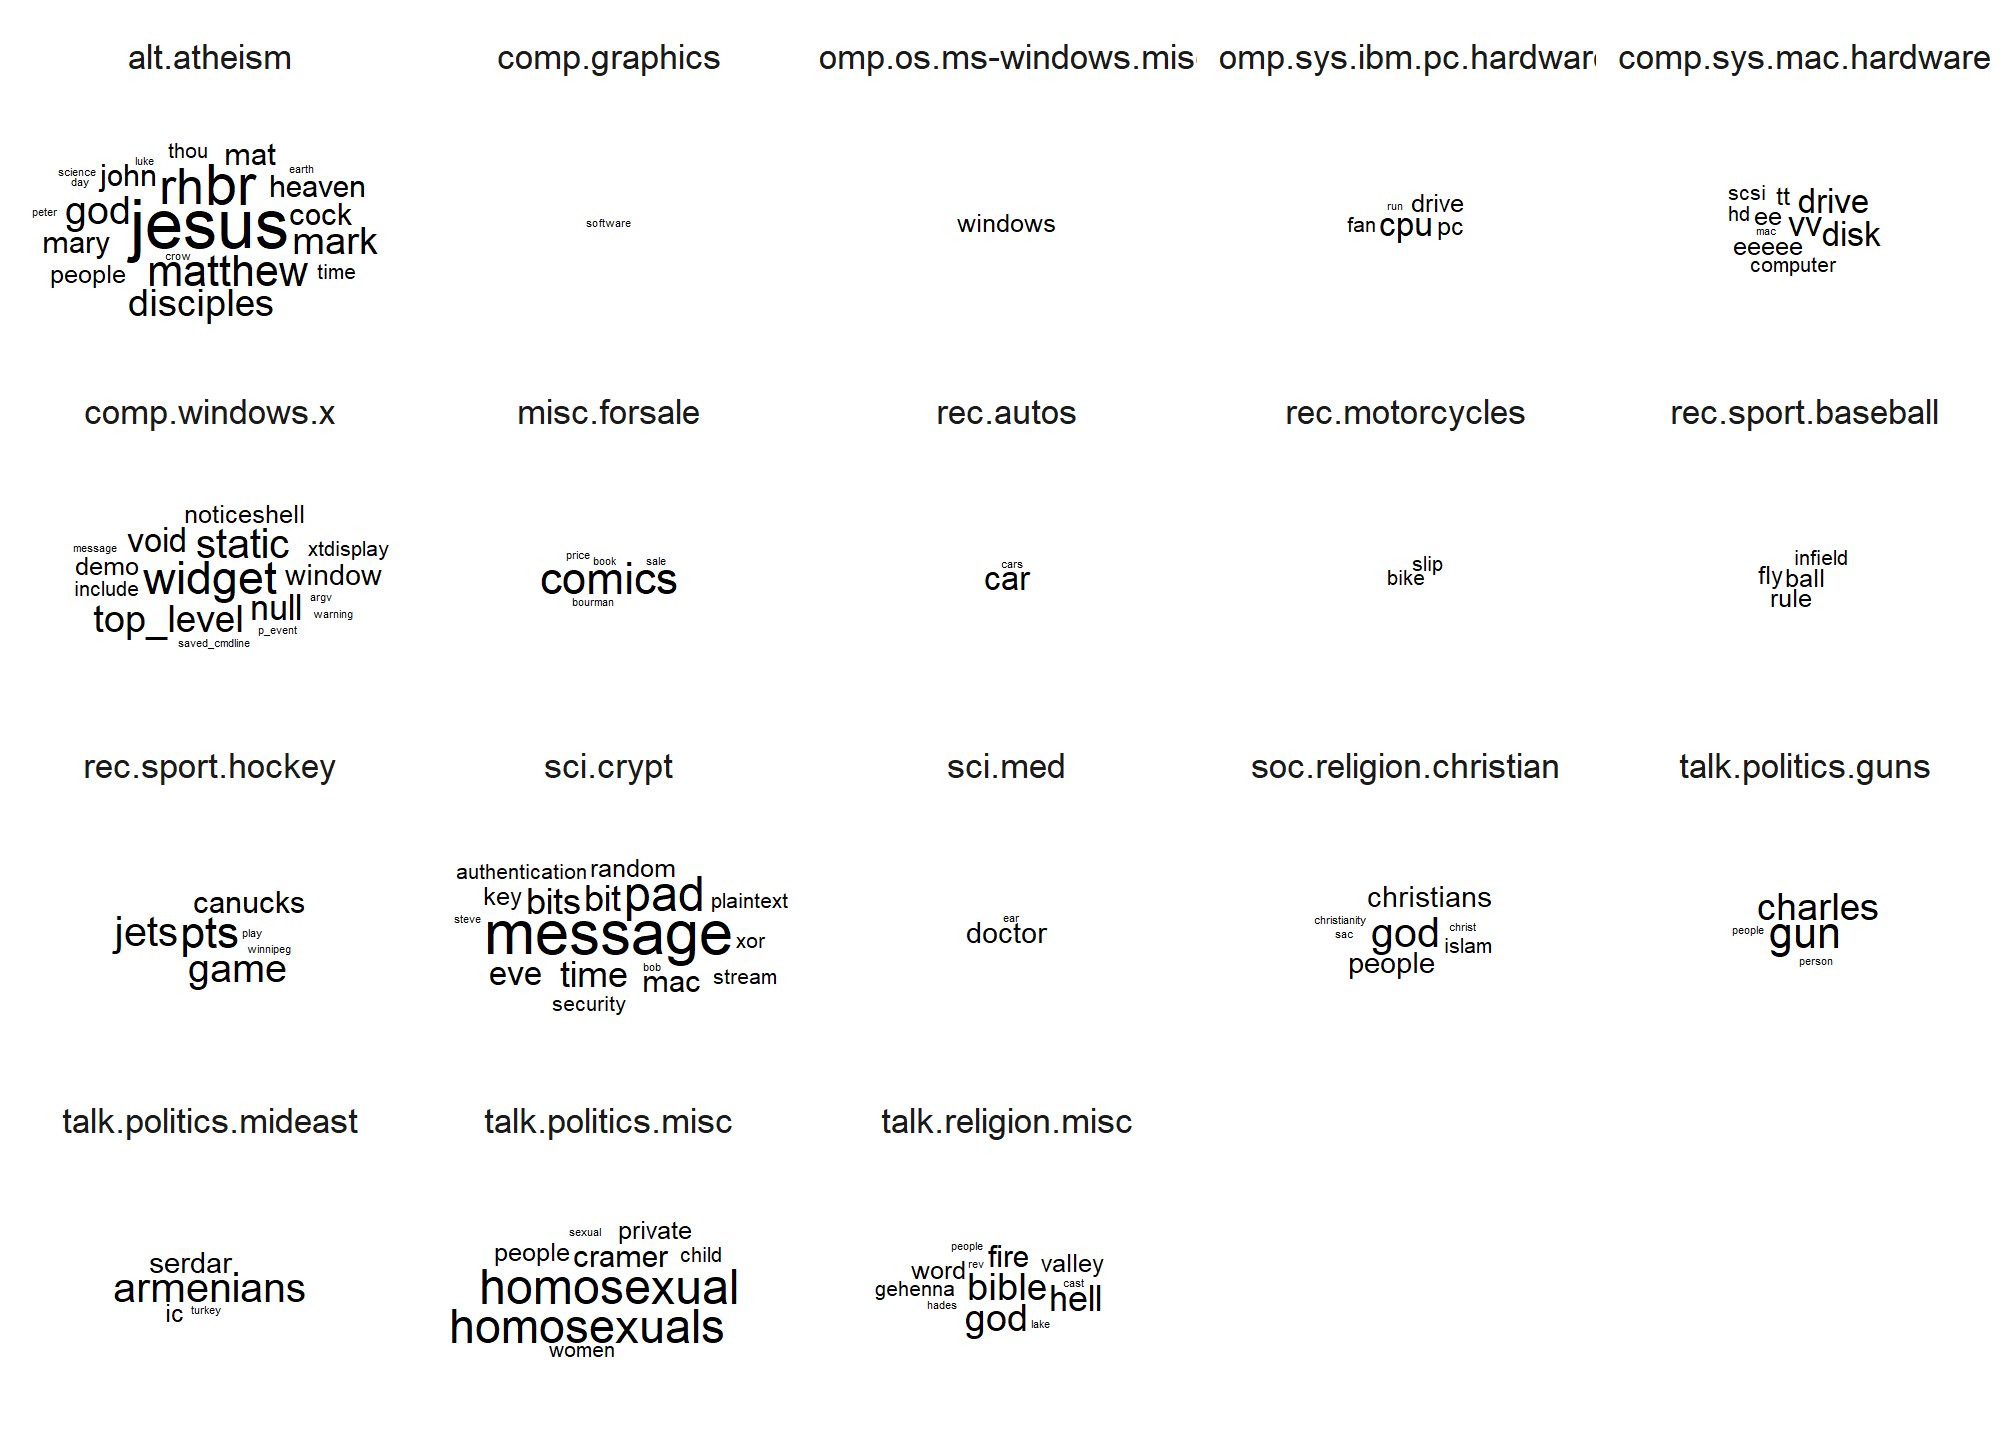 alt.atheism comp.graphics omp.os.ms-windows.mis omp.sys.ibm.pc.hardwar comp.sys.mac.hardware
luke thou mat earth
science day john rh br heaven
peter god jesus cock
mary mark
crow
people matthew time
disciples
software
windows
run drive
fan cpu pc
scsi tt drive
hd ee vv disk
mac
eeeee
computer
comp.windows.x misc.forsale rec.autos rec.motorcycles rec.sport.baseball
noticeshell
message void static xtdisplay
demo widget window
include null argv
top_level warning
p_event
saved_cmdline
price book sale
comics
bourman
cars
car
slip
bike
infield
fly ball
rule
rec.sport.hockey sci.crypt sci.med soc.religion.christian talk.politics.guns
canucks
jets pts play
winnipeg
game
authentication random
key bits bit pad plaintext
steve message xor
eve time bob mac stream
security
ear
doctor
christians
christianity god christ
sac islam
people
charles
people gun
person
talk.politics.mideast talk.politics.misc talk.religion.misc
serdar
armenians
ic turkey
sexual private
people cramer child
homosexual
homosexuals
women
people fire valley
word rev cast
gehenna bible hell
hades god lake